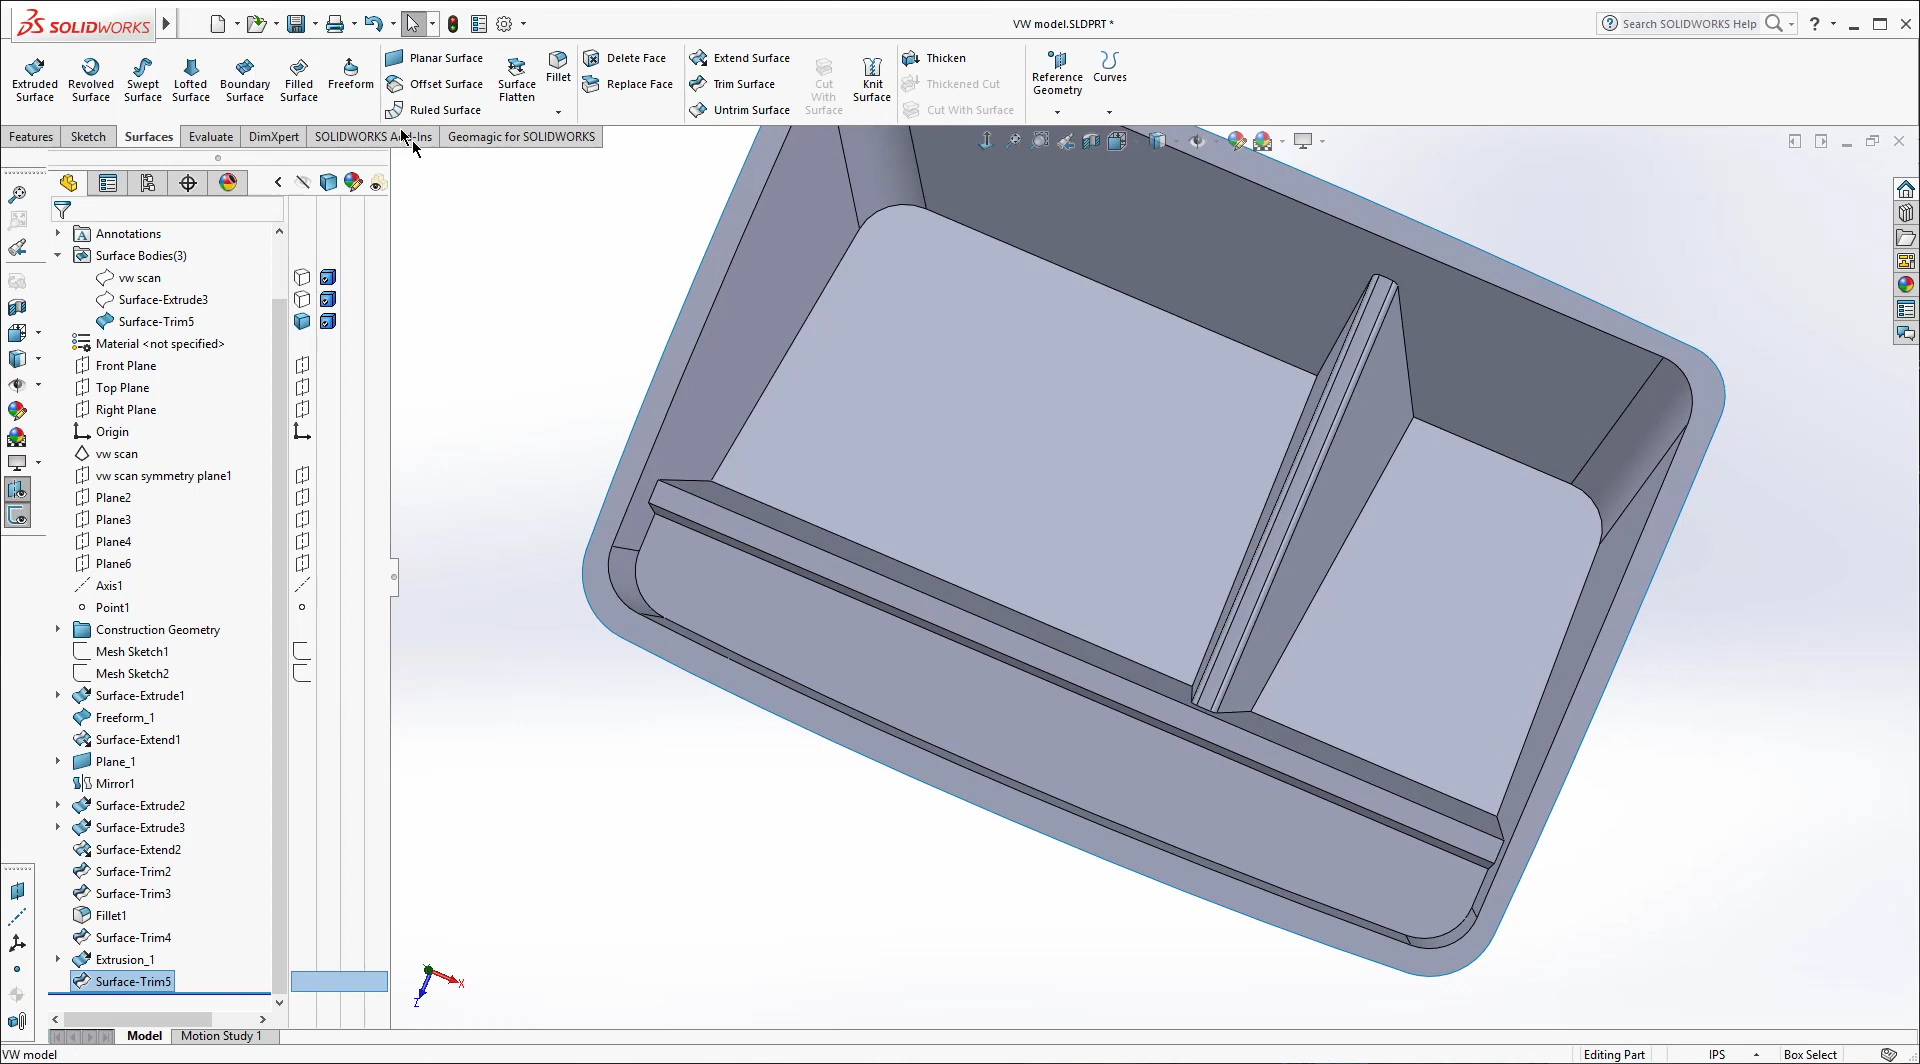 SOLIDWORKS
VW model.SLDPRT *
Search SOLIDWORKS Help
?
Extruded Surface
Revolved Surface
Swept Surface
Lofted Surface
Boundary Surface
Filled Surface
Freeform
Planar Surface
Offset Surface
Ruled Surface
Surface Flatten
Fillet
Delete Face
Replace Face
Extend Surface
Trim Surface
Untrim Surface
Cut With Surface
Knit Surface
Thicken
Thickened Cut
Cut With Surface
Reference Geometry
Curves
Features
Sketch
Surfaces
Evaluate
DimXpert
SOLIDWORKS Add-Ins
Geomagic for SOLIDWORKS
Annotations
Surface Bodies(3)
vw scan
Surface-Extrude3
Surface-Trim5
Material <not specified>
Front Plane
Top Plane
Right Plane
Origin
vw scan
vw scan symmetry plane1
Plane2
Plane3
Plane4
Plane6
Axis1
Point1
Construction Geometry
Mesh Sketch1
Mesh Sketch2
Surface-Extrude1
Freeform_1
Surface-Extend1
Plane_1
Mirror1
Surface-Extrude2
Surface-Extrude3
Surface-Extend2
Surface-Trim2
Surface-Trim3
Fillet1
Surface-Trim4
Extrusion_1
Surface-Trim5
X
Z
Model
Motion Study 1
VW model
Editing Part
IPS
Box Select